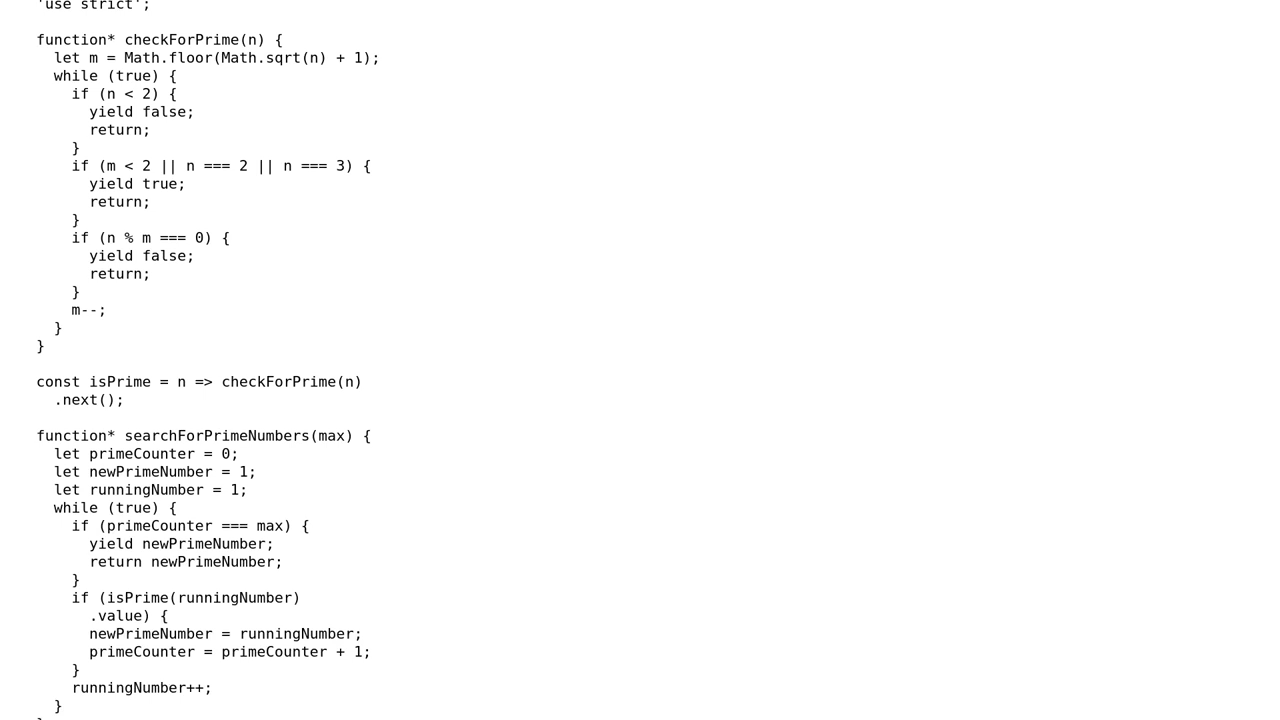 'use strict';

function* checkForPrime(n) {
  let m = Math.floor(Math.sqrt(n) + 1);
  while (true) {
    if (n < 2) {
      yield false;
      return;
    }
    if (m < 2 || n === 2 || n === 3) {
      yield true;
      return;
    }
    if (n % m === 0) {
      yield false;
      return;
    }
    m--;
  }
}

const isPrime = n => checkForPrime(n)
  .next();

function* searchForPrimeNumbers(max) {
  let primeCounter = 0;
  let newPrimeNumber = 1;
  let runningNumber = 1;
  while (true) {
    if (primeCounter === max) {
      yield newPrimeNumber;
      return newPrimeNumber;
    }
    if (isPrime(runningNumber)
      .value) {
      newPrimeNumber = runningNumber;
      primeCounter = primeCounter + 1;
    }
    runningNumber++;
  }